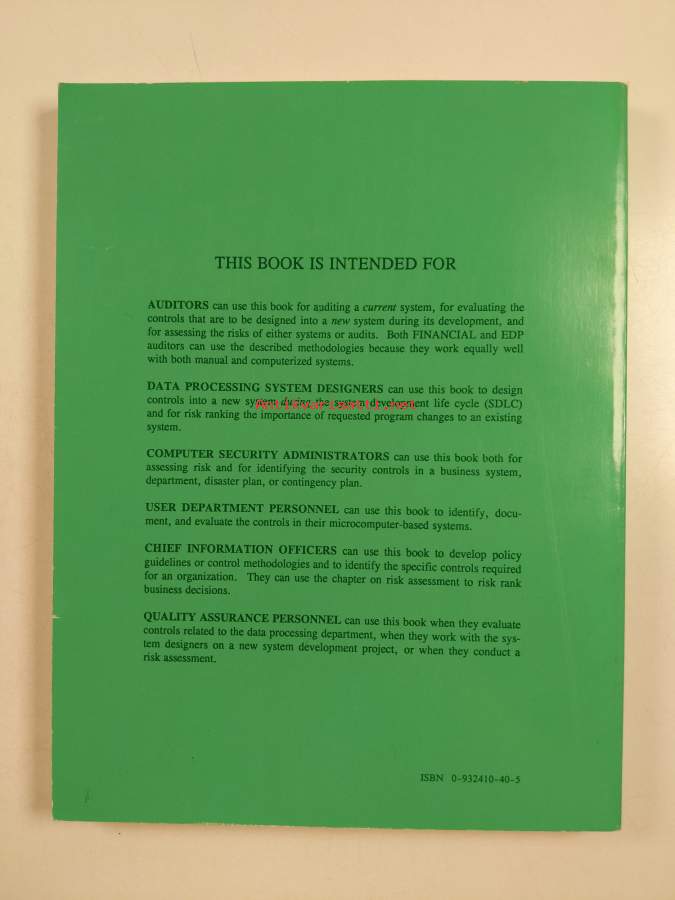 THIS BOOK IS INTENDED FOR
AUDITORS can use this book for auditing a current system, for evaluating the
controls that are to be designed into a new system during its development, and
for assessing the risks of either systems or audits. Both FINANCIAL and EDP
auditors can use the described methodologies because they work equally well
with both manual and computerized systems.
DATA PROCESSING SYSTEM DESIGNERS can use this book to design
controls into a new system during the system development life cycle (SDLC)
and for risk ranking the importance of requested program changes to an existing
system.
COMPUTER SECURITY ADMINISTRATORS can use this book both for
assessing risk and for identifying the security controls in a business system,
department, disaster plan, or contingency plan.
USER DEPARTMENT PERSONNEL can use this book to identify, docu-
ment, and evaluate the controls in their microcomputer-based systems.
CHIEF INFORMATION OFFICERS can use this book to develop policy
guidelines or control methodologies and to identify the specific controls required
for an organization. They can use the chapter on risk assessment to risk rank
business decisions.
QUALITY ASSURANCE PERSONNEL can use this book when they evaluate
controls related to the data processing department, when they work with the sys-
tem designers on a new system development project, or when they conduct a
risk assessment.
ISBN 0-932410-40-5